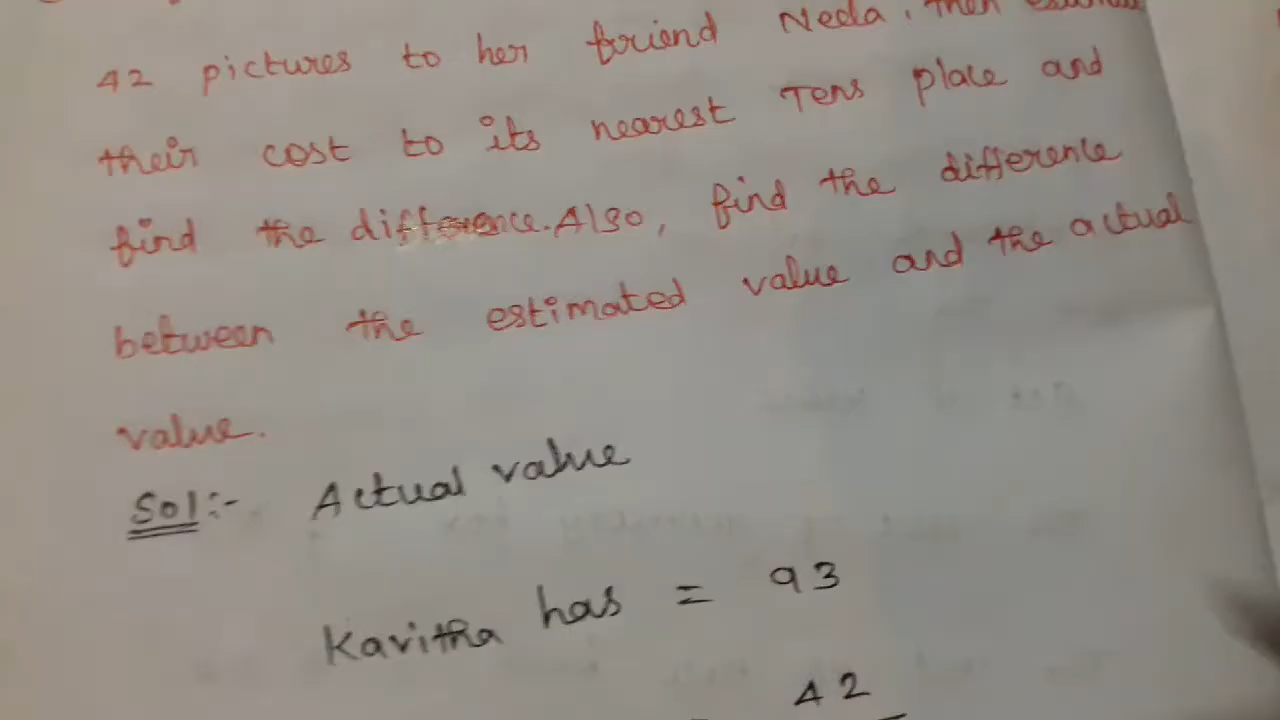 42 pictures to her friend Neda. Then
their cost to its nearest Tens place and
find the difference. Also, find the difference
between the estimated value and the actual
value.
Sol:- Actual value
Kavitha has = 93
42